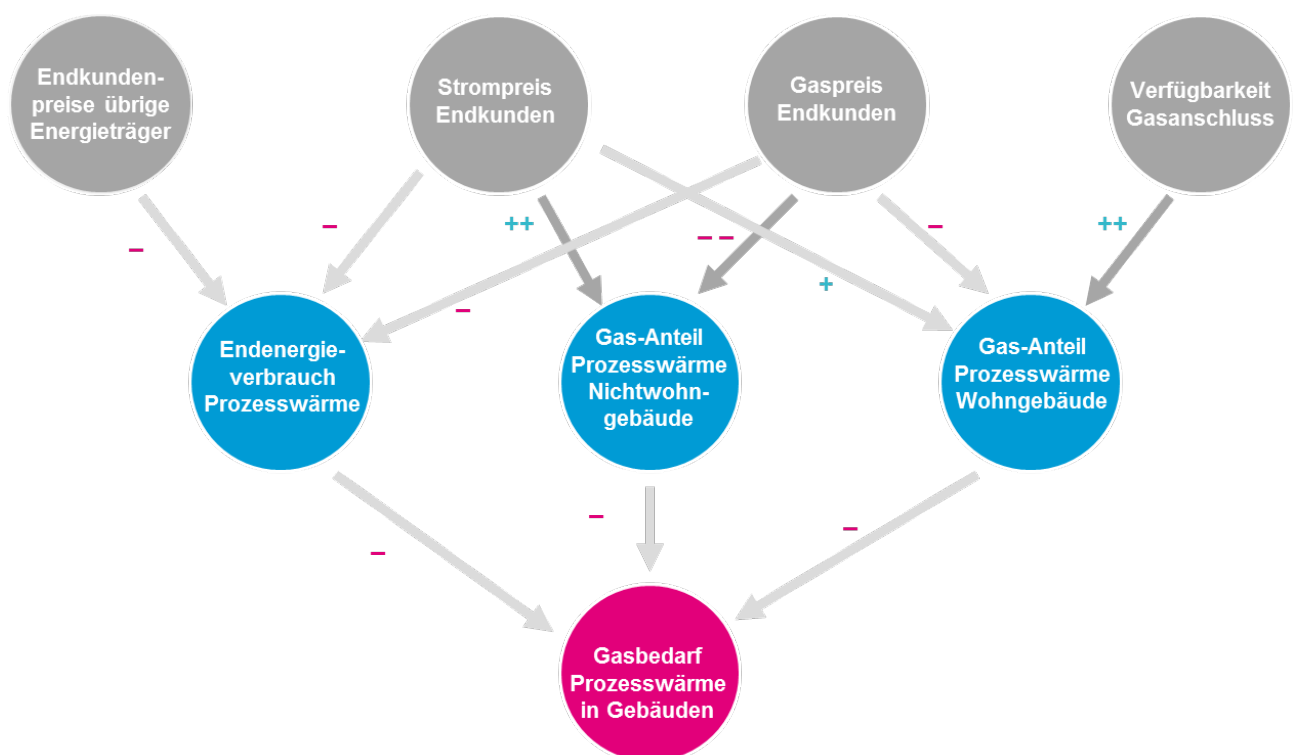 Endkunden-
preise übrige
Energieträger
Strompreis
Endkunden
Gaspreis
Endkunden
Verfügbarkeit
Gasanschluss
–
–
++
– –
–
++
+
–
Endenergie-
verbrauch
Prozesswärme
Gas-Anteil
Prozesswärme
Nichtwohn-
gebäude
Gas-Anteil
Prozesswärme
Wohngebäude
–
–
–
Gasbedarf
Prozesswärme
in Gebäuden